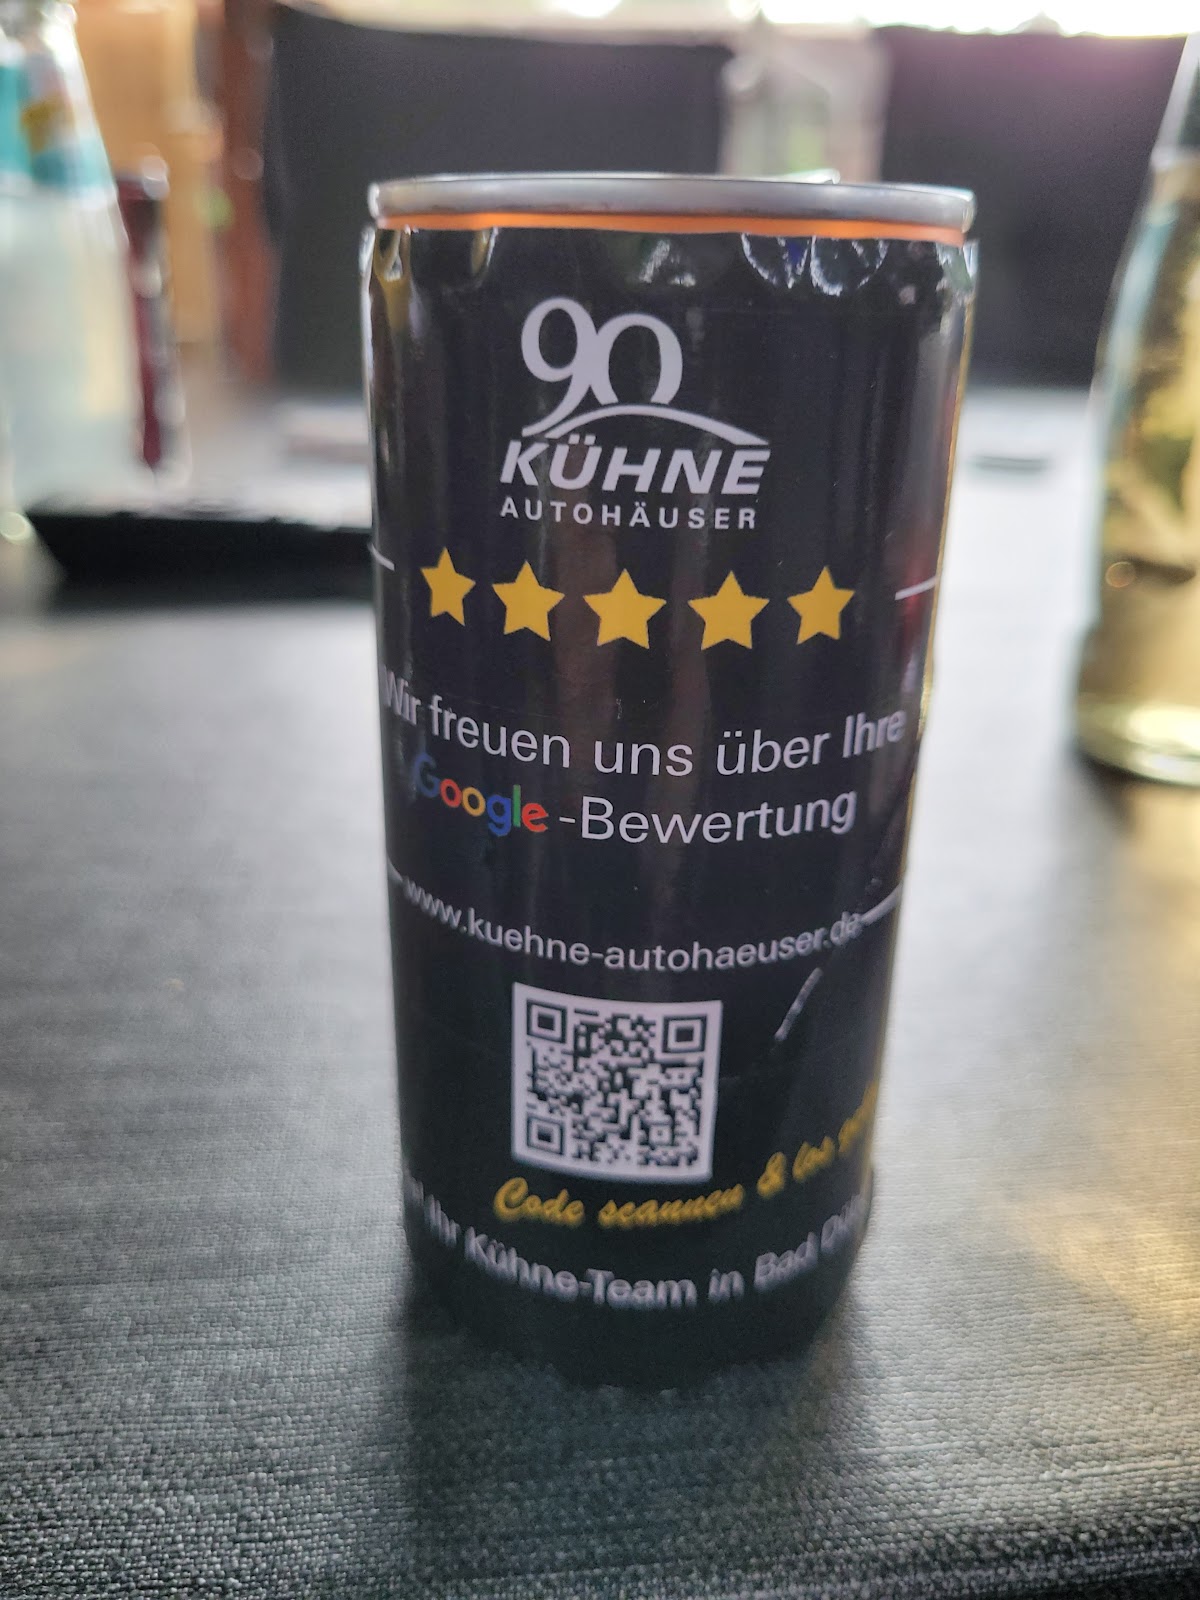 90
KÜHNE
AUTOHÄUSER
Wir freuen uns über Ihre
Google -Bewertung
www.kuehne-autohaeuser.de
Code scannen & los
Ihr Kühne-Team in Bad